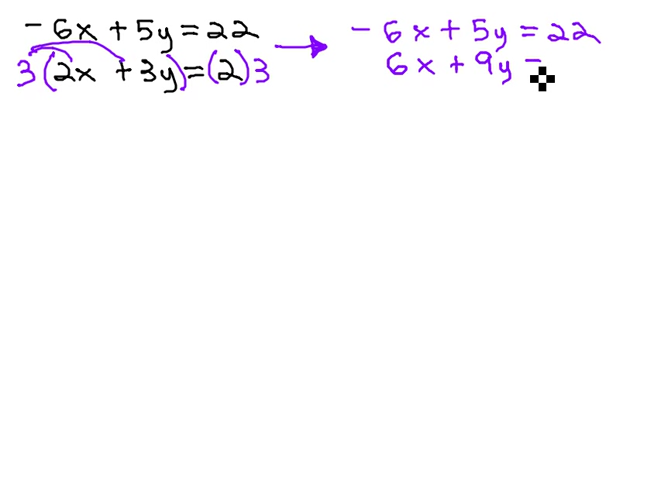 -6x + 5y = 22
3(2x + 3y) = (2)3
-6x + 5y = 22
6x + 9y =